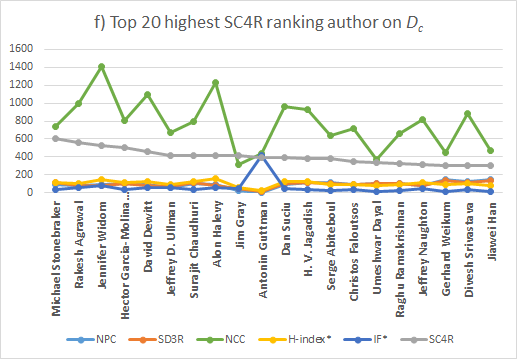 f) Top 20 highest SC4R ranking author on Dc
1600
1400
1200
1000
800
600
400
200
0
Michael Stonebraker
Rakesh Agrawal
Jennifer Widom
Hector Garcia-Molina...
David Dewitt
Jeffrey D. Ullman
Surajit Chaudhuri
Alon Halevy
Jim Gray
Antonin Guttman
Dan Suciu
H. V. Jagadish
Serge Abiteboul
Christos Faloutsos
Umeshwar Dayal
Raghu Ramakrishnan
Jeffrey Naughton
Gerhard Weikum
Divesh Srivastava
Jiawei Han
NPC
SD3R
NCC
H-index*
IF*
SC4R